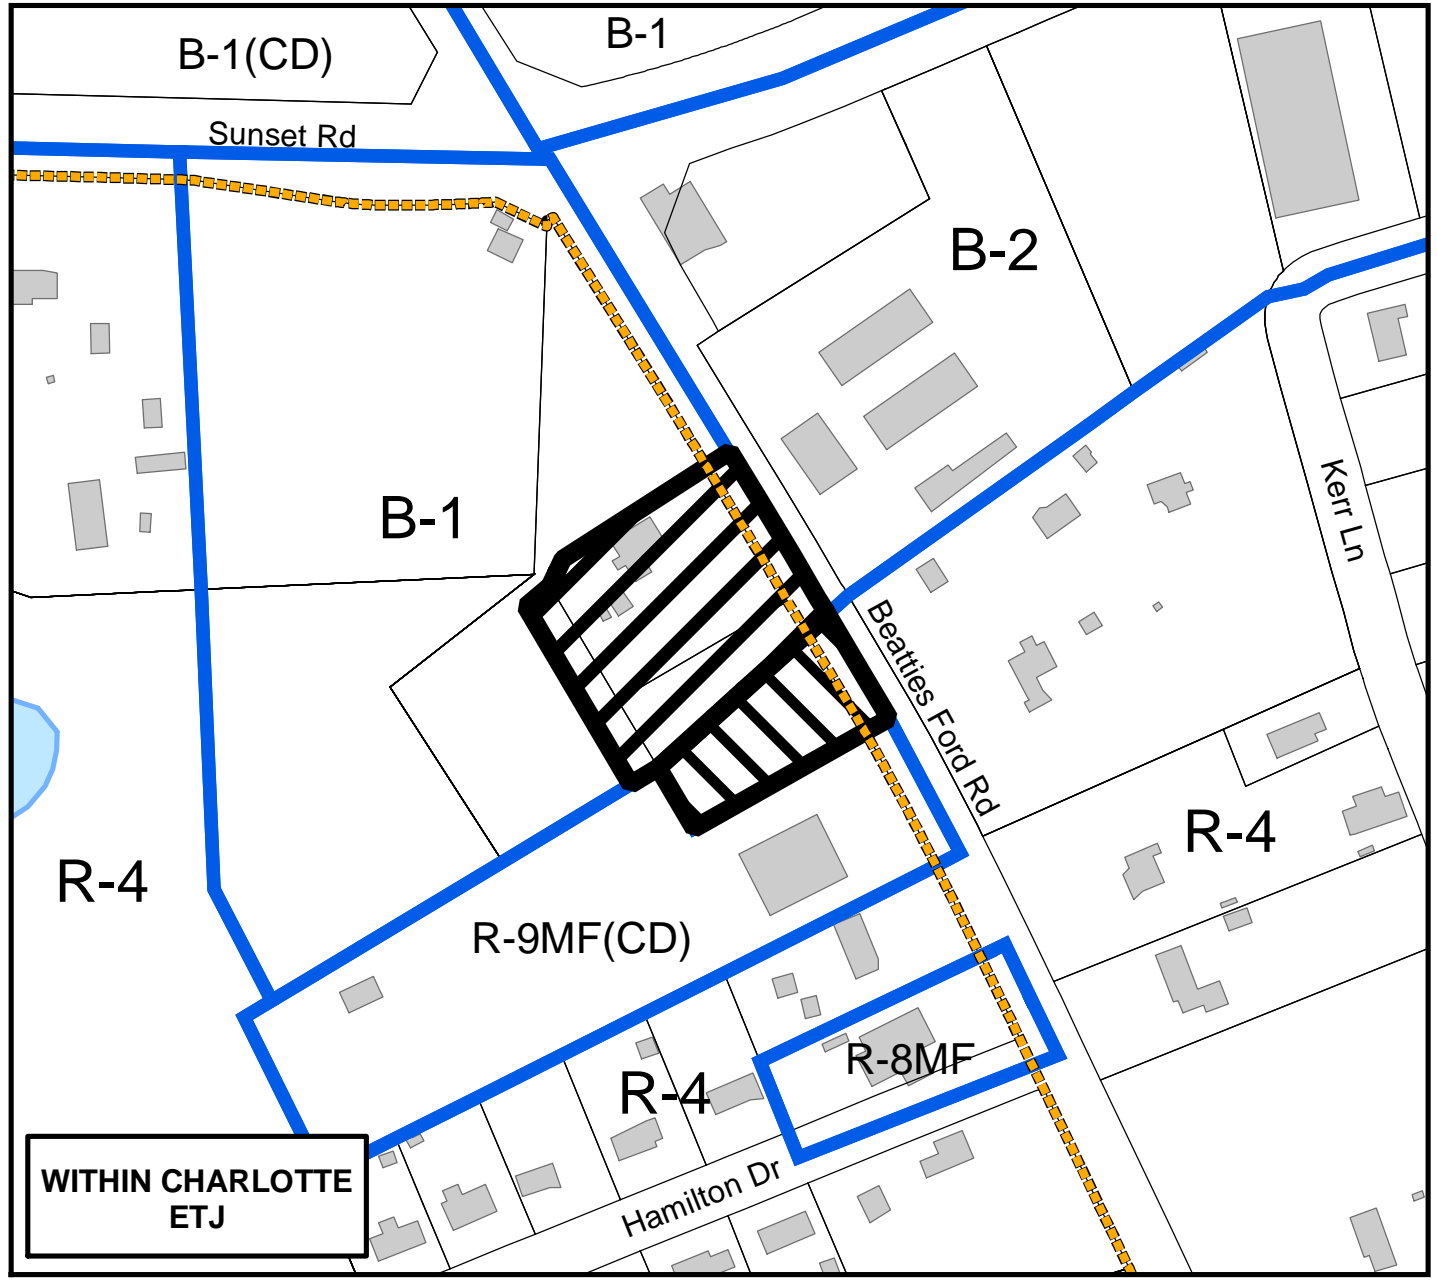 B-1(CD)
B-1
Sunset Rd
B-2
B-1
Kerr Ln
Beatties Ford Rd
R-4
R-4
R-9MF(CD)
R-8MF
R-4
Hamilton Dr
WITHIN CHARLOTTE
ETJ